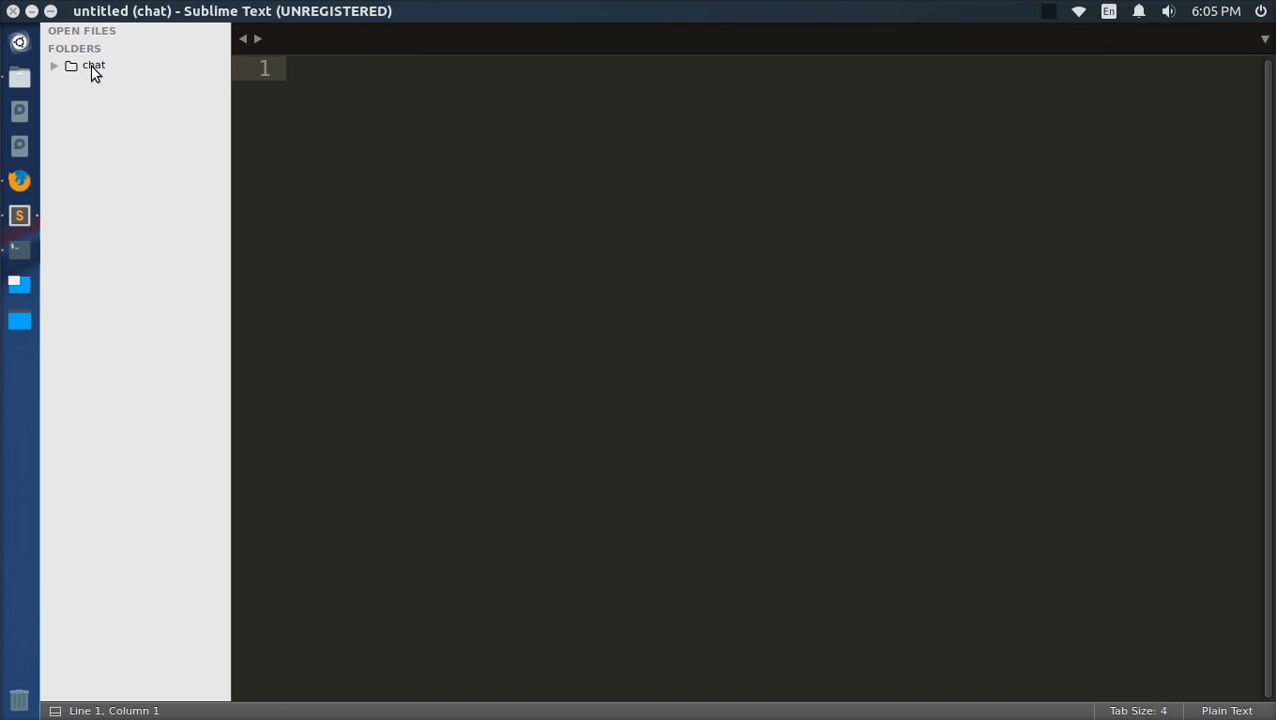 untitled (chat) - Sublime Text (UNREGISTERED)
En
6:05 PM
OPEN FILES
FOLDERS
chat
1
S
Line 1, Column 1
Tab Size: 4
Plain Text